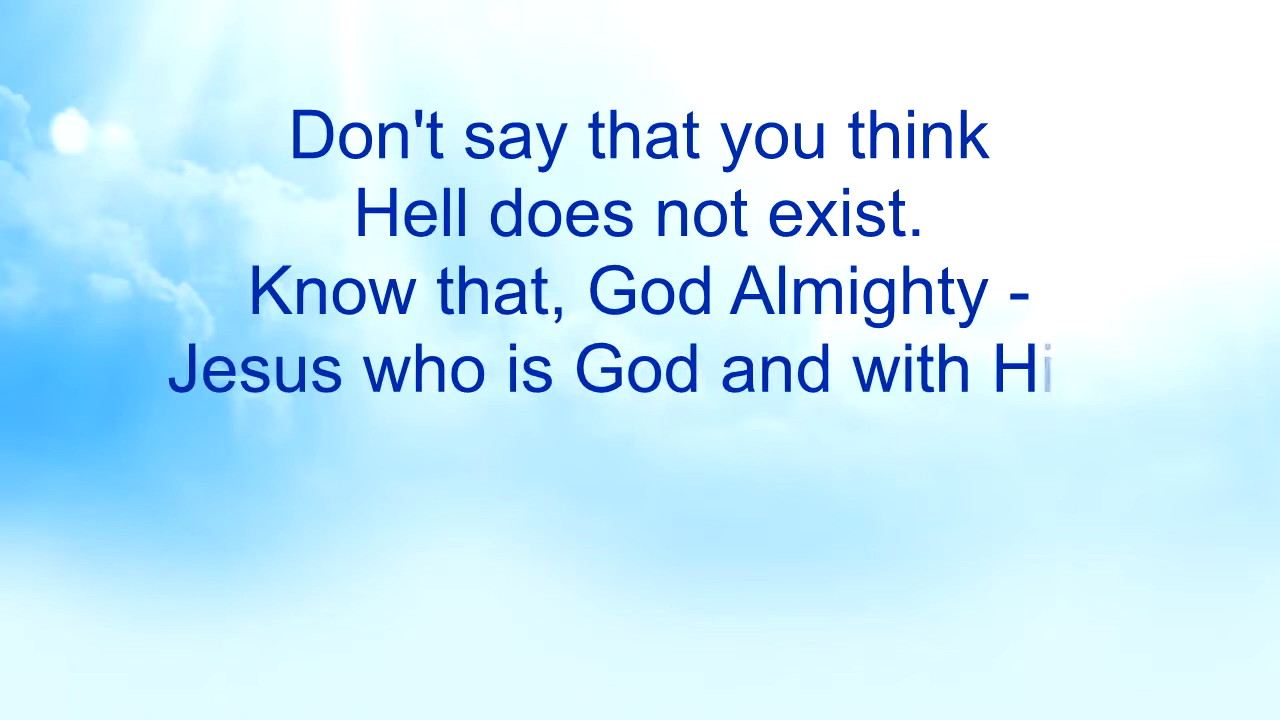 Don't say that you think
Hell does not exist.
Know that, God Almighty -
Jesus who is God and with Hi